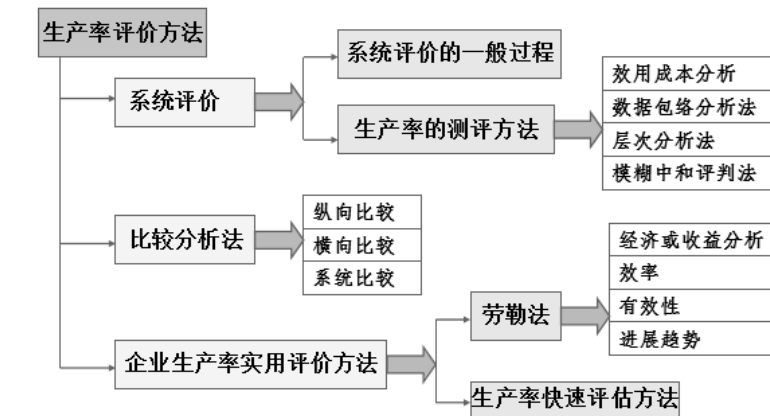 生产率评价方法
系统评价
系统评价的一般过程
生产率的测评方法
效用成本分析
数据包络分析法
层次分析法
模糊中和评判法
比较分析法
纵向比较
横向比较
系统比较
企业生产率实用评价方法
劳勒法
经济或收益分析
效率
有效性
进展趋势
生产率快速评估方法